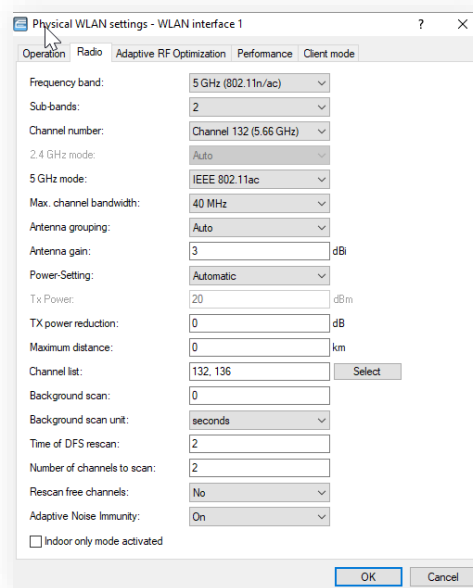 Physical WLAN settings - WLAN interface 1 ?
Operation Radio Adaptive RF Optimization Performance Client mode
Frequency band: 5 GHz (802.11n/ac)
Sub-bands: 2
Channel number: Channel 132 (5.66 GHz)
2.4 GHz mode: Auto
5 GHz mode: IEEE 802.11ac
Max. channel bandwidth: 40 MHz
Antenna grouping: Auto
Antenna gain: 3 dBi
Power-Setting: Automatic
Tx Power: 20 dBm
TX power reduction: 0 dB
Maximum distance: 0 km
Channel list: 132, 136 Select
Background scan: 0
Background scan unit: seconds
Time of DFS rescan: 2
Number of channels to scan: 2
Rescan free channels: No
Adaptive Noise Immunity: On
Indoor only mode activated
OK Cancel